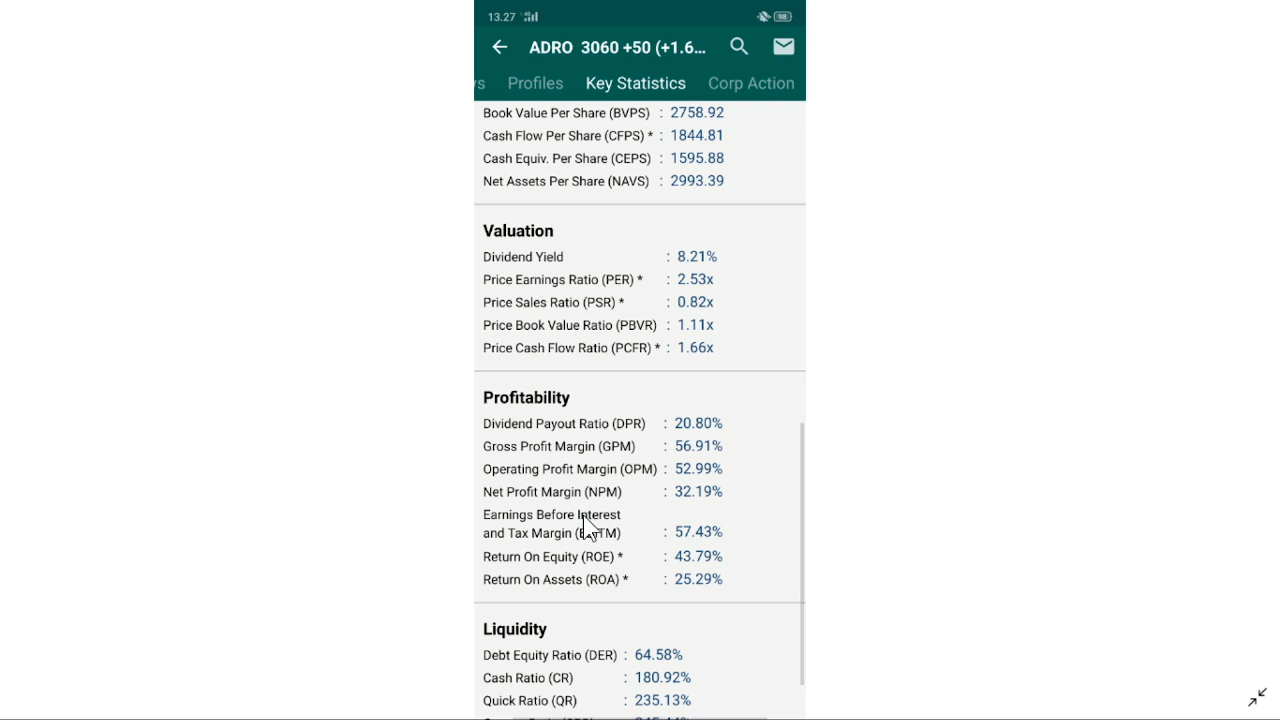 13.27
98
ADRO 3060 +50 (+1.6...
s Profiles Key Statistics Corp Action
Book Value Per Share (BVPS) : 2758.92
Cash Flow Per Share (CFPS) * : 1844.81
Cash Equiv. Per Share (CEPS) : 1595.88
Net Assets Per Share (NAVS) : 2993.39
Valuation
Dividend Yield : 8.21%
Price Earnings Ratio (PER) * : 2.53x
Price Sales Ratio (PSR) * : 0.82x
Price Book Value Ratio (PBVR) : 1.11x
Price Cash Flow Ratio (PCFR) * : 1.66x
Profitability
Dividend Payout Ratio (DPR) : 20.80%
Gross Profit Margin (GPM) : 56.91%
Operating Profit Margin (OPM) : 52.99%
Net Profit Margin (NPM) : 32.19%
Earnings Before Interest
and Tax Margin : 57.43%
Return On Equity (ROE) * : 43.79%
Return On Assets (ROA) * : 25.29%
Liquidity
Debt Equity Ratio (DER) : 64.58%
Cash Ratio (CR) : 180.92%
Quick Ratio (QR) : 235.13%